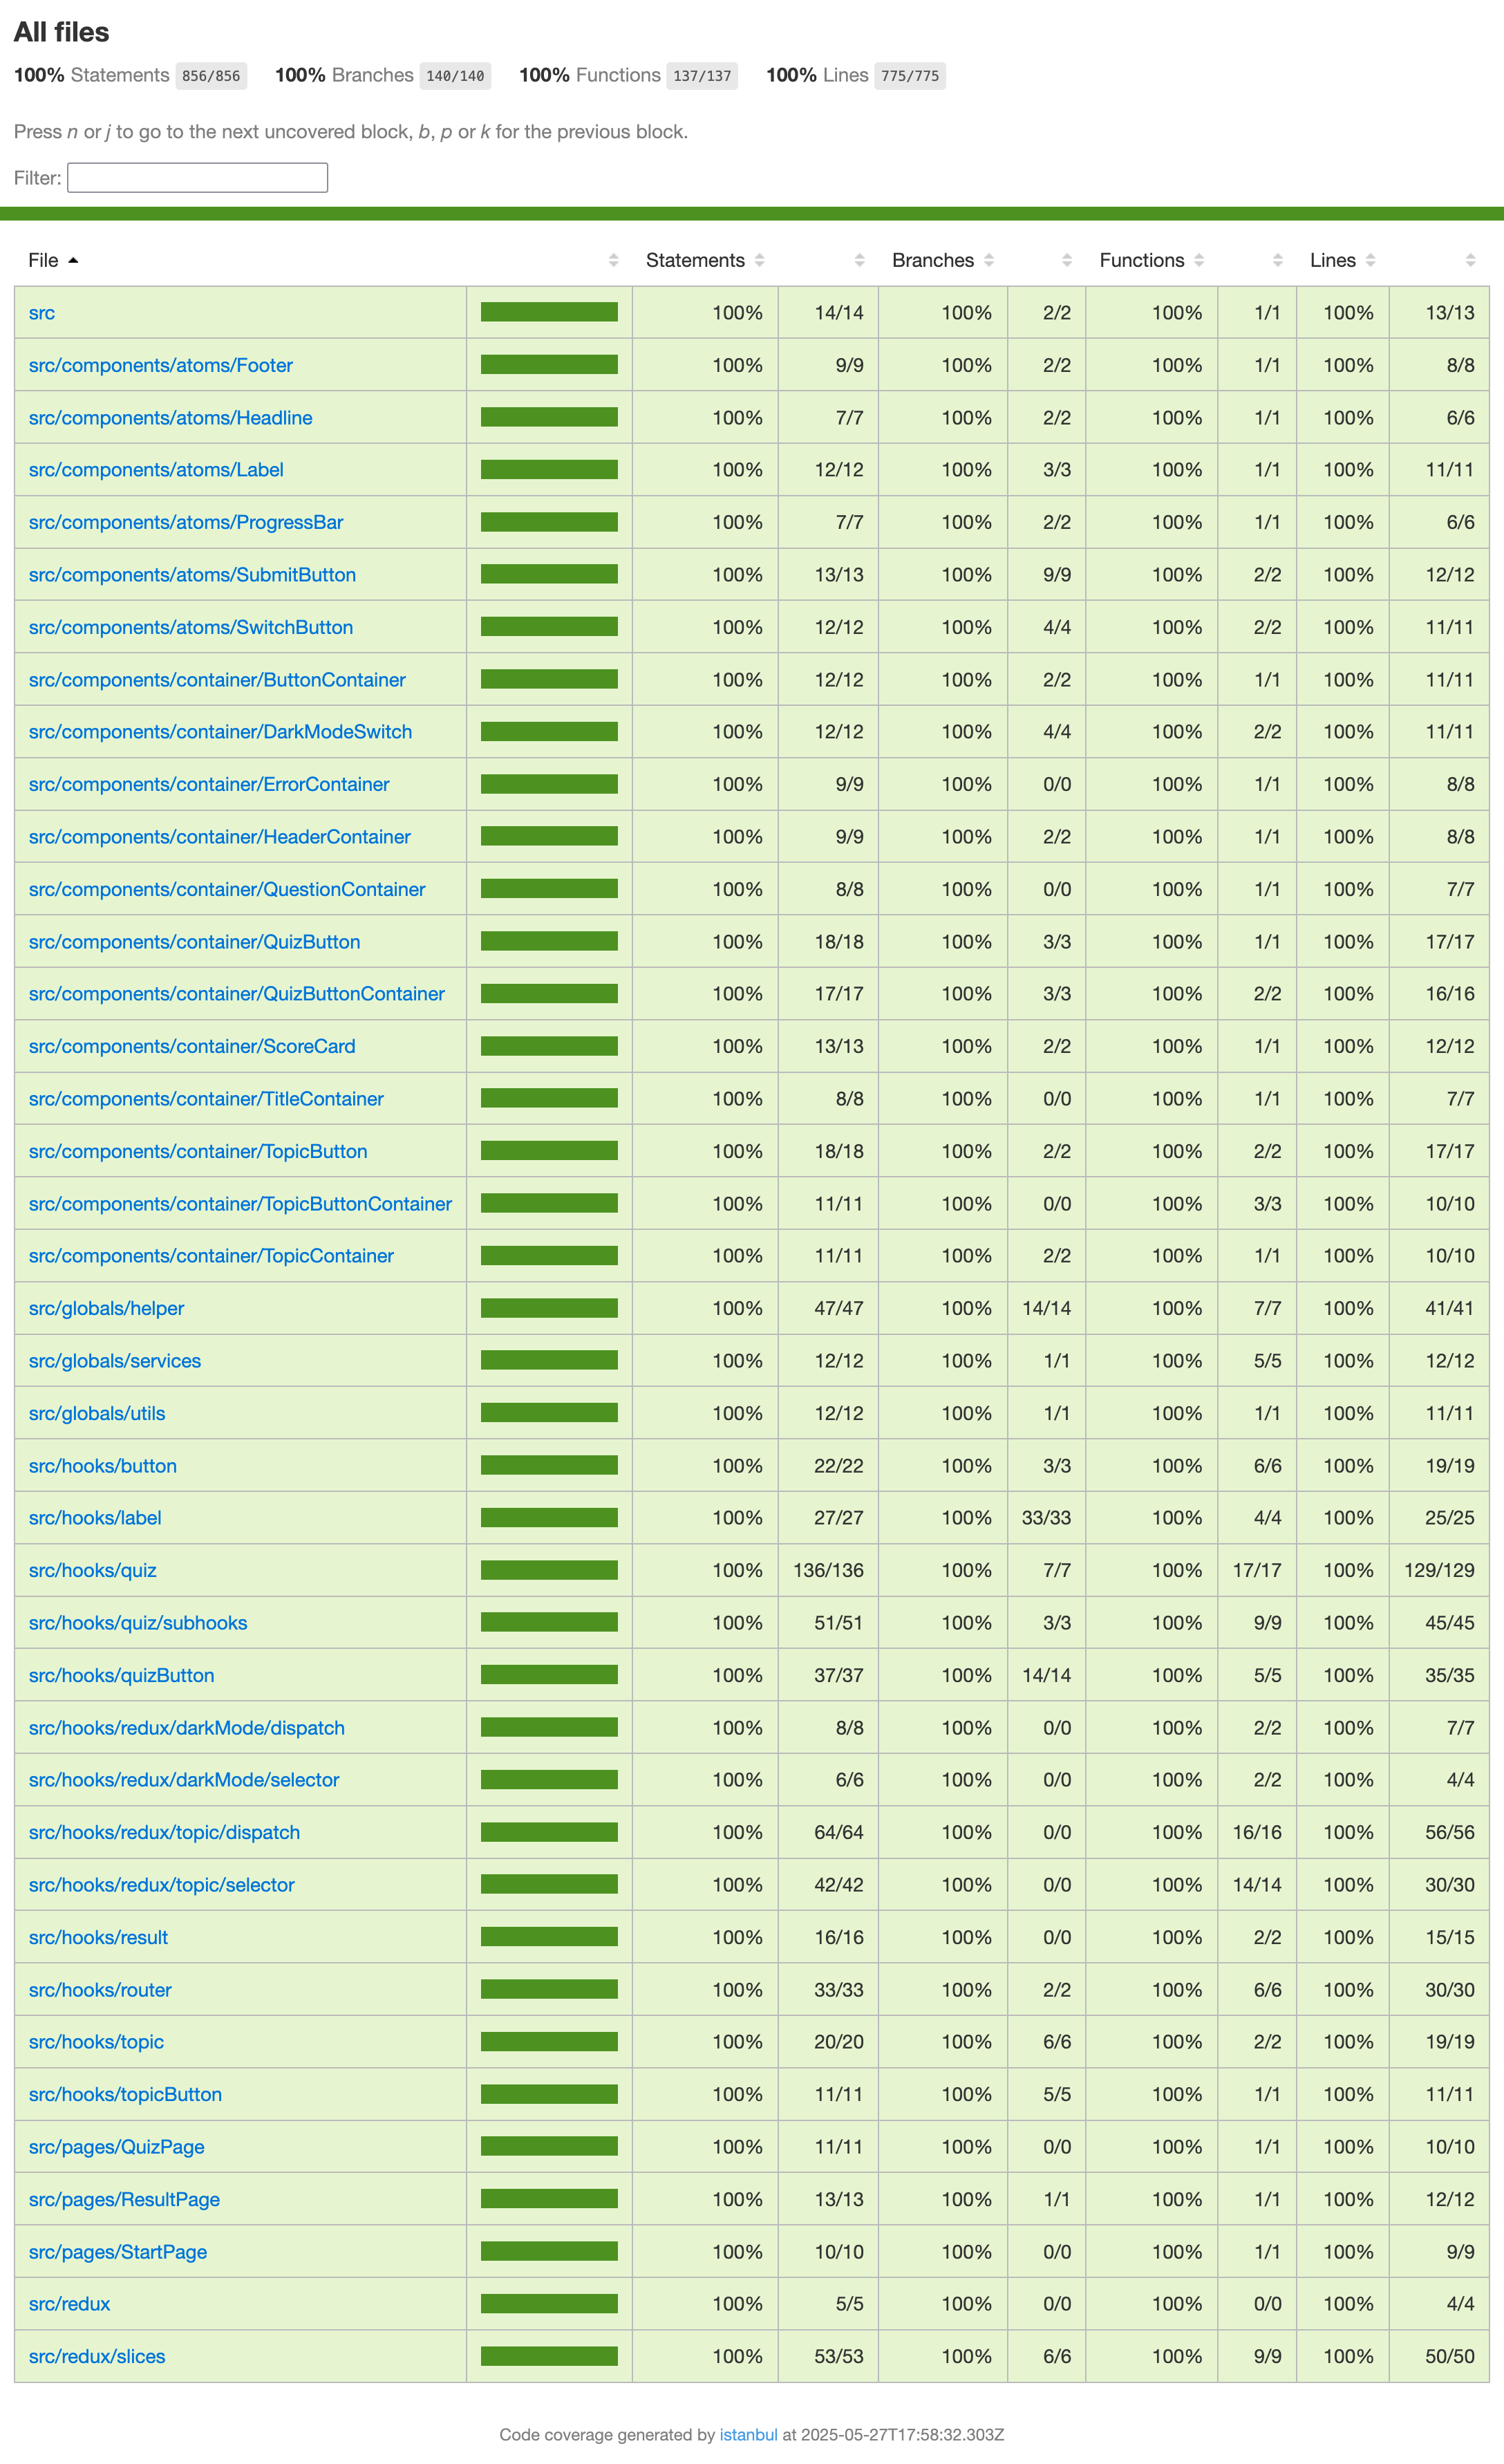 All files
100% Statements 856/856 100% Branches 140/140 100% Functions 137/137 100% Lines 775/775
Press n or j to go to the next uncovered block, b, p or k for the previous block.
Filter:
File Statements Branches Functions Lines
src 100% 14/14 100% 2/2 100% 1/1 100% 13/13
src/components/atoms/Footer 100% 9/9 100% 2/2 100% 1/1 100% 8/8
src/components/atoms/Headline 100% 7/7 100% 2/2 100% 1/1 100% 6/6
src/components/atoms/Label 100% 12/12 100% 3/3 100% 1/1 100% 11/11
src/components/atoms/ProgressBar 100% 7/7 100% 2/2 100% 1/1 100% 6/6
src/components/atoms/SubmitButton 100% 13/13 100% 9/9 100% 2/2 100% 12/12
src/components/atoms/SwitchButton 100% 12/12 100% 4/4 100% 2/2 100% 11/11
src/components/container/ButtonContainer 100% 12/12 100% 2/2 100% 1/1 100% 11/11
src/components/container/DarkModeSwitch 100% 12/12 100% 4/4 100% 2/2 100% 11/11
src/components/container/ErrorContainer 100% 9/9 100% 0/0 100% 1/1 100% 8/8
src/components/container/HeaderContainer 100% 9/9 100% 2/2 100% 1/1 100% 8/8
src/components/container/QuestionContainer 100% 8/8 100% 0/0 100% 1/1 100% 7/7
src/components/container/QuizButton 100% 18/18 100% 3/3 100% 1/1 100% 17/17
src/components/container/QuizButtonContainer 100% 17/17 100% 3/3 100% 2/2 100% 16/16
src/components/container/ScoreCard 100% 13/13 100% 2/2 100% 1/1 100% 12/12
src/components/container/TitleContainer 100% 8/8 100% 0/0 100% 1/1 100% 7/7
src/components/container/TopicButton 100% 18/18 100% 2/2 100% 2/2 100% 17/17
src/components/container/TopicButtonContainer 100% 11/11 100% 0/0 100% 3/3 100% 10/10
src/components/container/TopicContainer 100% 11/11 100% 2/2 100% 1/1 100% 10/10
src/globals/helper 100% 47/47 100% 14/14 100% 7/7 100% 41/41
src/globals/services 100% 12/12 100% 1/1 100% 5/5 100% 12/12
src/globals/utils 100% 12/12 100% 1/1 100% 1/1 100% 11/11
src/hooks/button 100% 22/22 100% 3/3 100% 6/6 100% 19/19
src/hooks/label 100% 27/27 100% 33/33 100% 4/4 100% 25/25
src/hooks/quiz 100% 136/136 100% 7/7 100% 17/17 100% 129/129
src/hooks/quiz/subhooks 100% 51/51 100% 3/3 100% 9/9 100% 45/45
src/hooks/quizButton 100% 37/37 100% 14/14 100% 5/5 100% 35/35
src/hooks/redux/darkMode/dispatch 100% 8/8 100% 0/0 100% 2/2 100% 7/7
src/hooks/redux/darkMode/selector 100% 6/6 100% 0/0 100% 2/2 100% 4/4
src/hooks/redux/topic/dispatch 100% 64/64 100% 0/0 100% 16/16 100% 56/56
src/hooks/redux/topic/selector 100% 42/42 100% 0/0 100% 14/14 100% 30/30
src/hooks/result 100% 16/16 100% 0/0 100% 2/2 100% 15/15
src/hooks/router 100% 33/33 100% 2/2 100% 6/6 100% 30/30
src/hooks/topic 100% 20/20 100% 6/6 100% 2/2 100% 19/19
src/hooks/topicButton 100% 11/11 100% 5/5 100% 1/1 100% 11/11
src/pages/QuizPage 100% 11/11 100% 0/0 100% 1/1 100% 10/10
src/pages/ResultPage 100% 13/13 100% 1/1 100% 1/1 100% 12/12
src/pages/StartPage 100% 10/10 100% 0/0 100% 1/1 100% 9/9
src/redux 100% 5/5 100% 0/0 100% 0/0 100% 4/4
src/redux/slices 100% 53/53 100% 6/6 100% 9/9 100% 50/50
Code coverage generated by istanbul at 2025-05-27T17:58:32.303Z